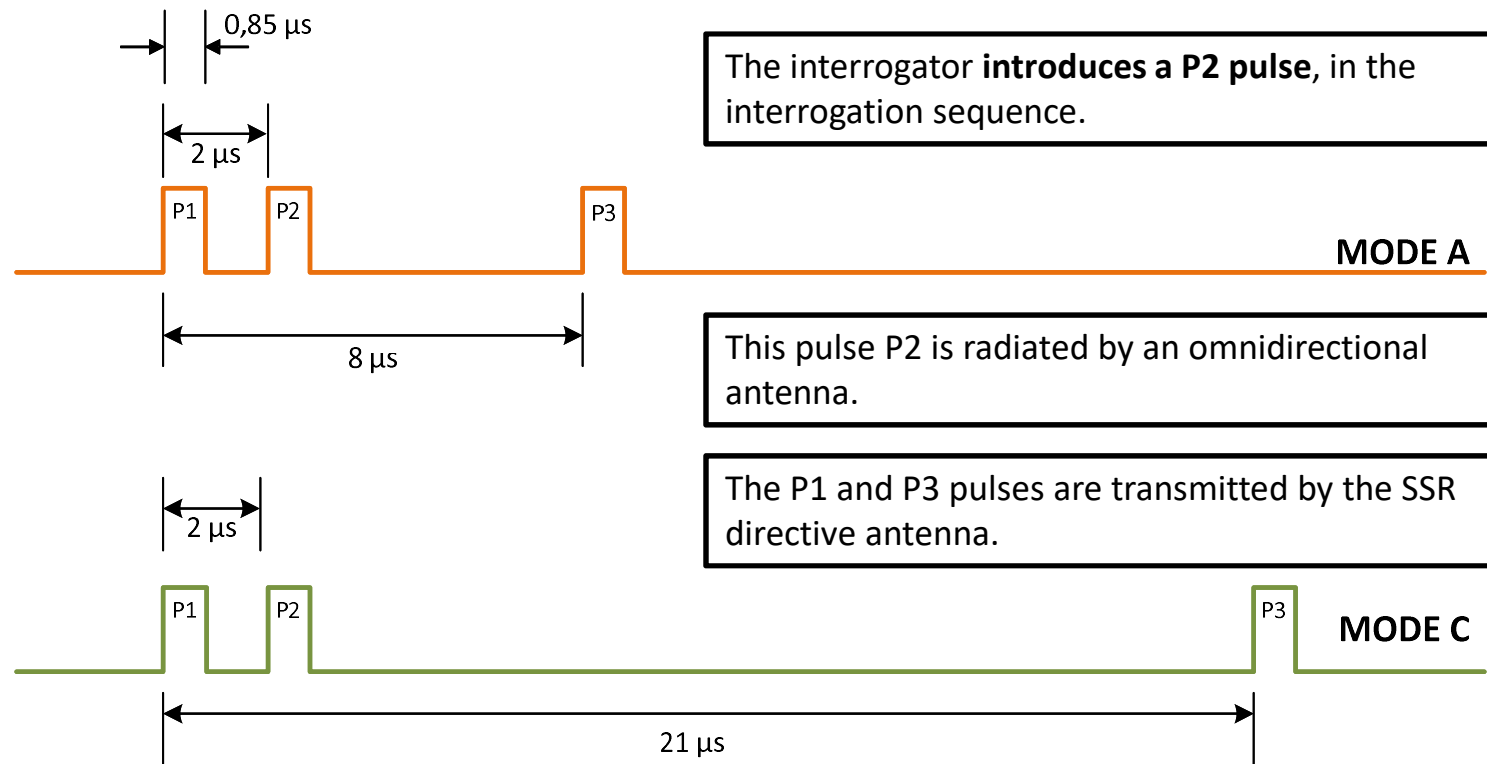 0,85 µs
The interrogator introduces a P2 pulse, in the
interrogation sequence.
2 µs
P1
P2
P3
MODE A
8 µs
This pulse P2 is radiated by an omnidirectional
antenna.
The P1 and P3 pulses are transmitted by the SSR
directive antenna.
2 µs
P1
P2
P3
MODE C
21 µs